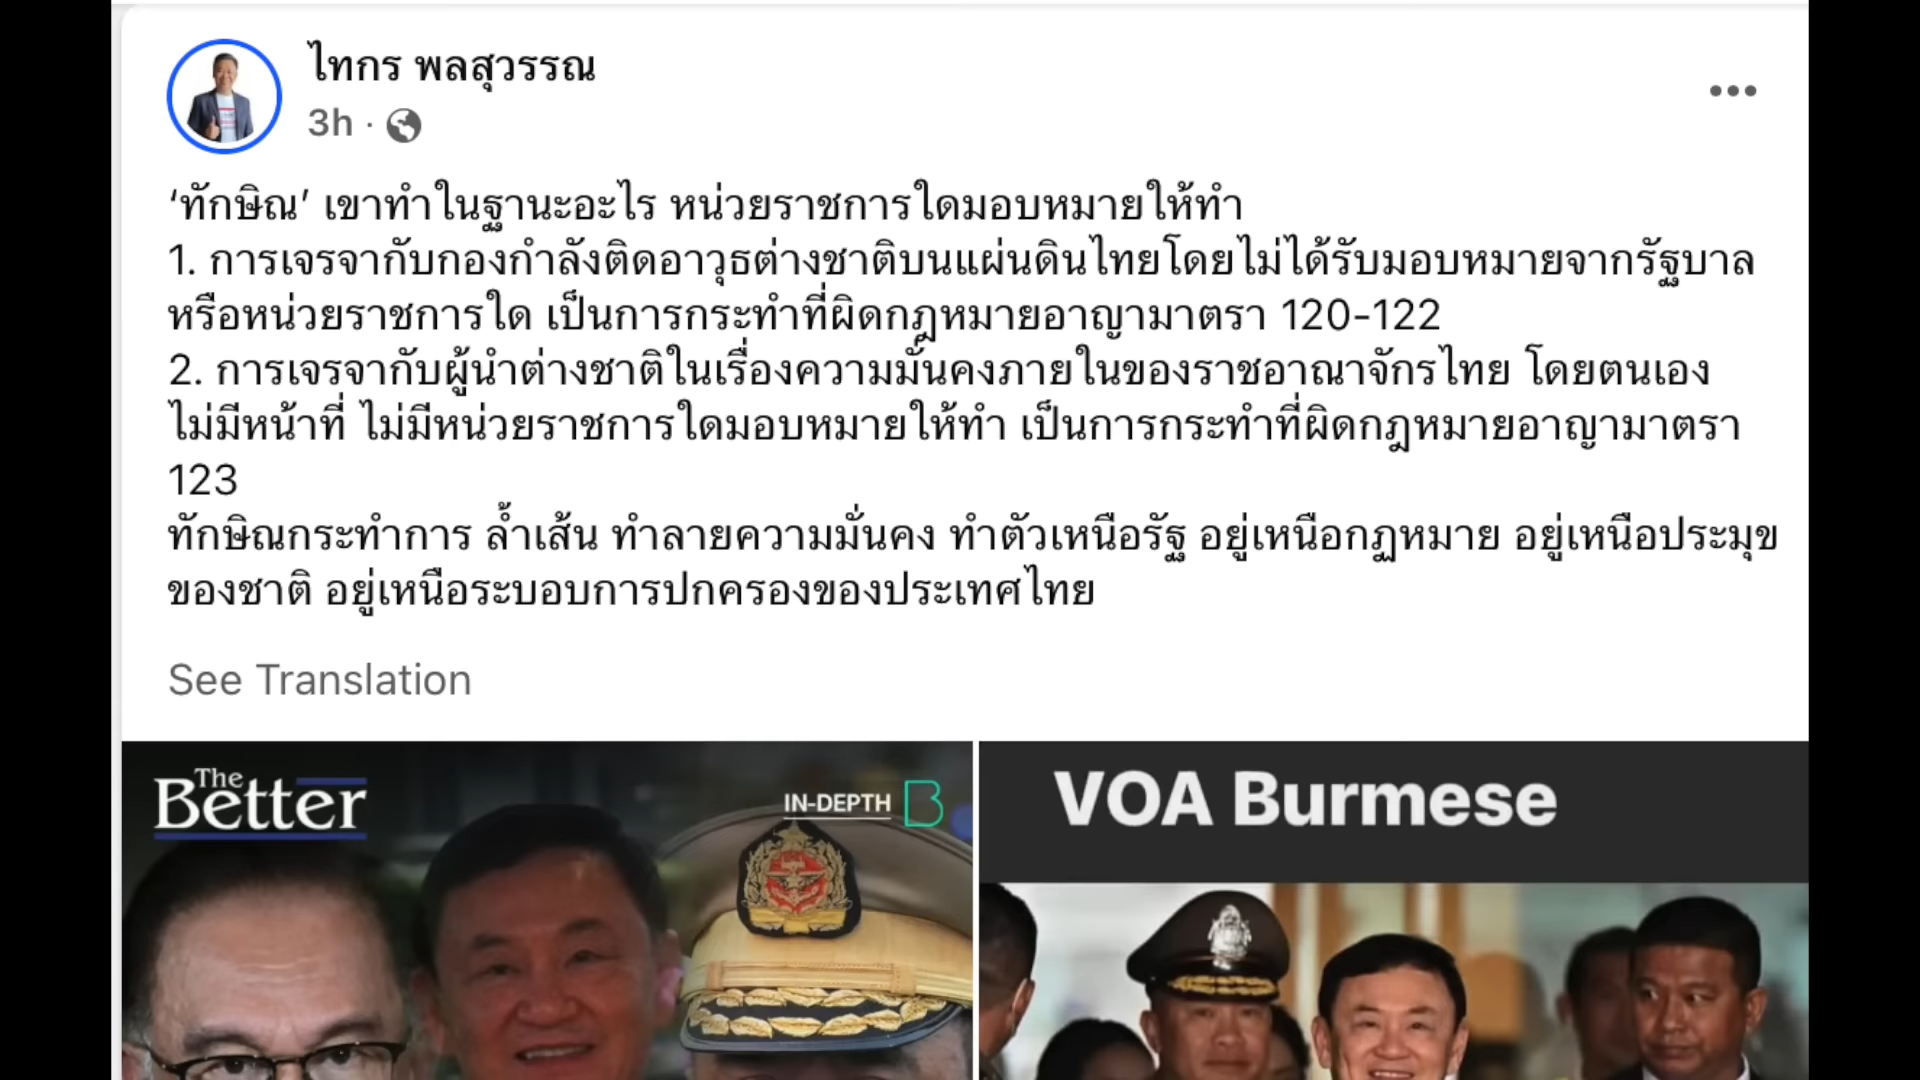 ไทกร พลสุวรรณ
3h ·
‘ทักษิณ’ เขาทำในฐานะอะไร หน่วยราชการใดมอบหมายให้ทำ
1. การเจรจากับกองกำลังติดอาวุธต่างชาติบนแผ่นดินไทยโดยไม่ได้รับมอบหมายจากรัฐบาล
หรือหน่วยราชการใด เป็นการกระทำที่ผิดกฎหมายอาญามาตรา 120-122
2. การเจรจากับผู้นำต่างชาติในเรื่องความมั่นคงภายในของราชอาณาจักรไทย โดยตนเอง
ไม่มีหน้าที่ ไม่มีหน่วยราชการใดมอบหมายให้ทำ เป็นการกระทำที่ผิดกฎหมายอาญามาตรา
123
ทักษิณกระทำการ ล้ำเส้น ทำลายความมั่นคง ทำตัวเหนือรัฐ อยู่เหนือกฏหมาย อยู่เหนือประมุข
ของชาติ อยู่เหนือระบอบการปกครองของประเทศไทย
See Translation
The Better
IN-DEPTH B
VOA Burmese